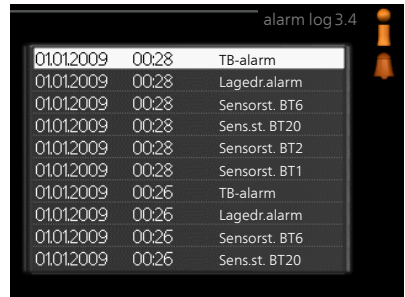 alarm log 3.4
01.01.2009 00:28 TB-alarm
01.01.2009 00:28 Lagedr.alarm
01.01.2009 00:28 Sensorst. BT6
01.01.2009 00:28 Sens.st. BT20
01.01.2009 00:28 Sensorst. BT2
01.01.2009 00:28 Sensorst. BT1
01.01.2009 00:26 TB-alarm
01.01.2009 00:26 Lagedr.alarm
01.01.2009 00:26 Sensorst. BT6
01.01.2009 00:26 Sens.st. BT20